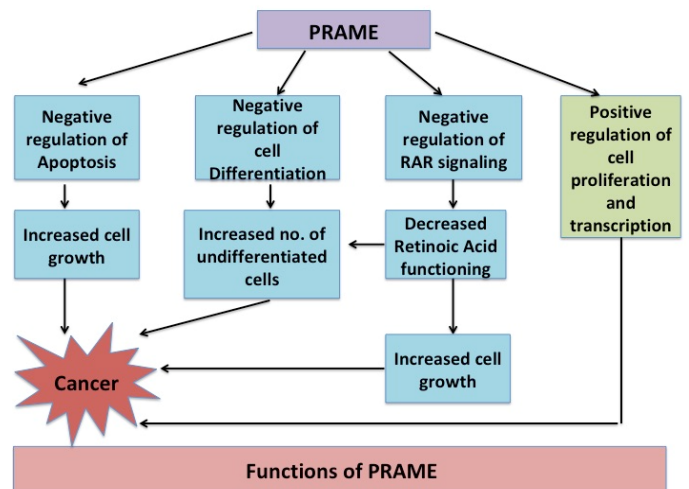 PRAME
Negative
regulation of
Apoptosis
Negative
regulation of
cell
Differentiation
Negative
regulation of
RAR signaling
Positive
regulation of
cell
proliferation
and
transcription
Increased cell
growth
Increased no. of
undifferentiated
cells
Decreased
Retinoic Acid
functioning
Increased cell
growth
Cancer
Functions of PRAME